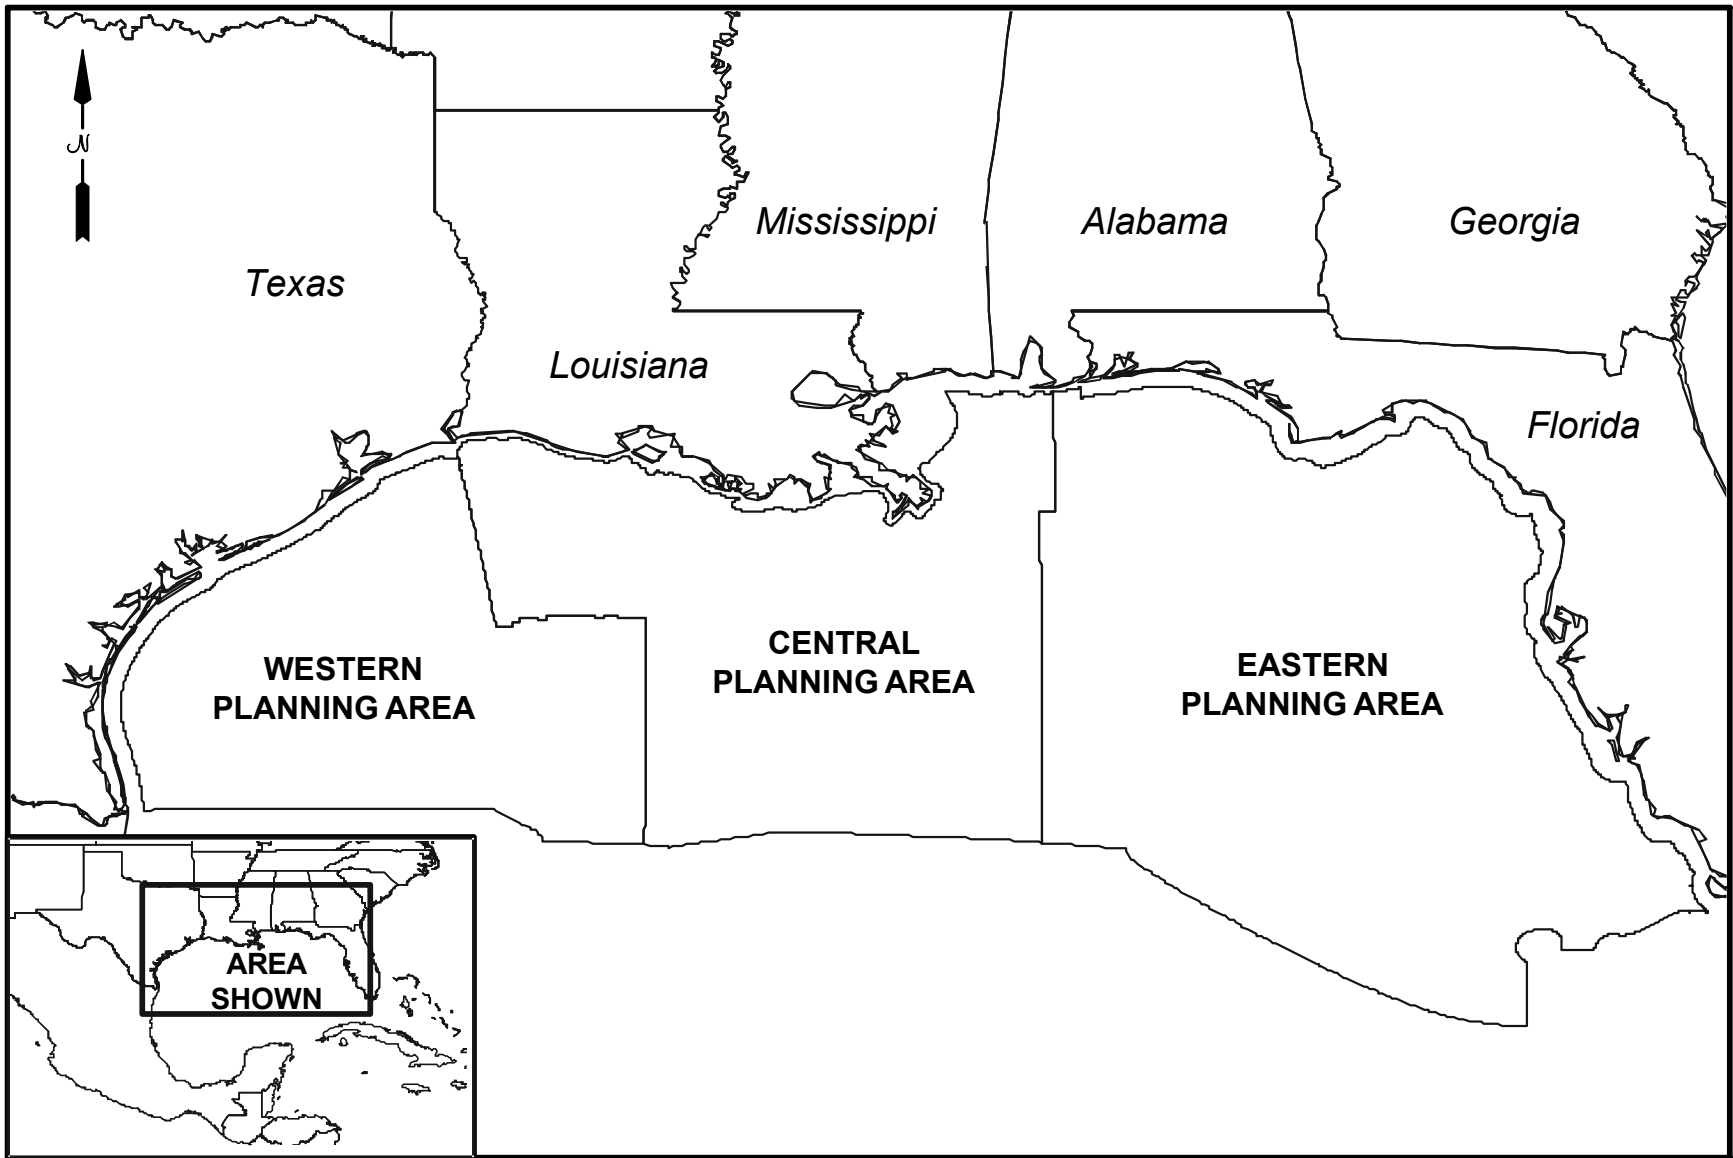 N
Mississippi
Alabama
Georgia
Texas
Louisiana
Florida
WESTERN
PLANNING AREA
CENTRAL
PLANNING AREA
EASTERN
PLANNING AREA
AREA
SHOWN